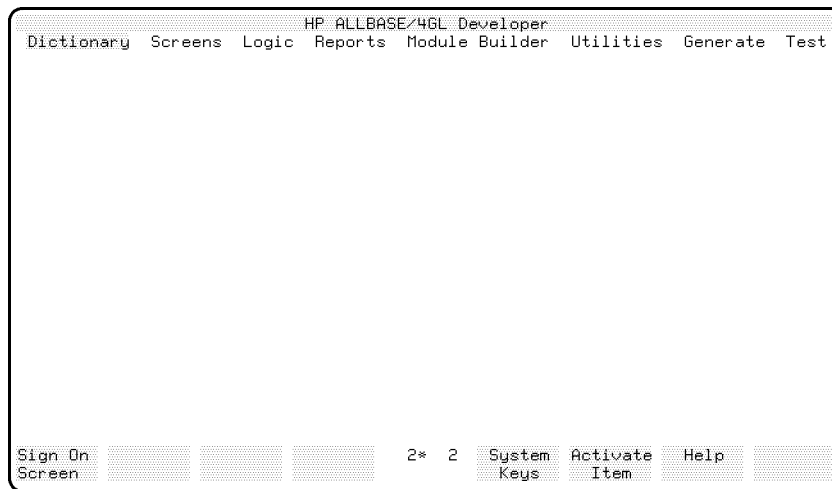 HP ALLBASE/4GL Developer
Dictionary Screens Logic Reports Module Builder Utilities Generate Test
Sign On 2* 2 System Activate Help
Screen Keys Item